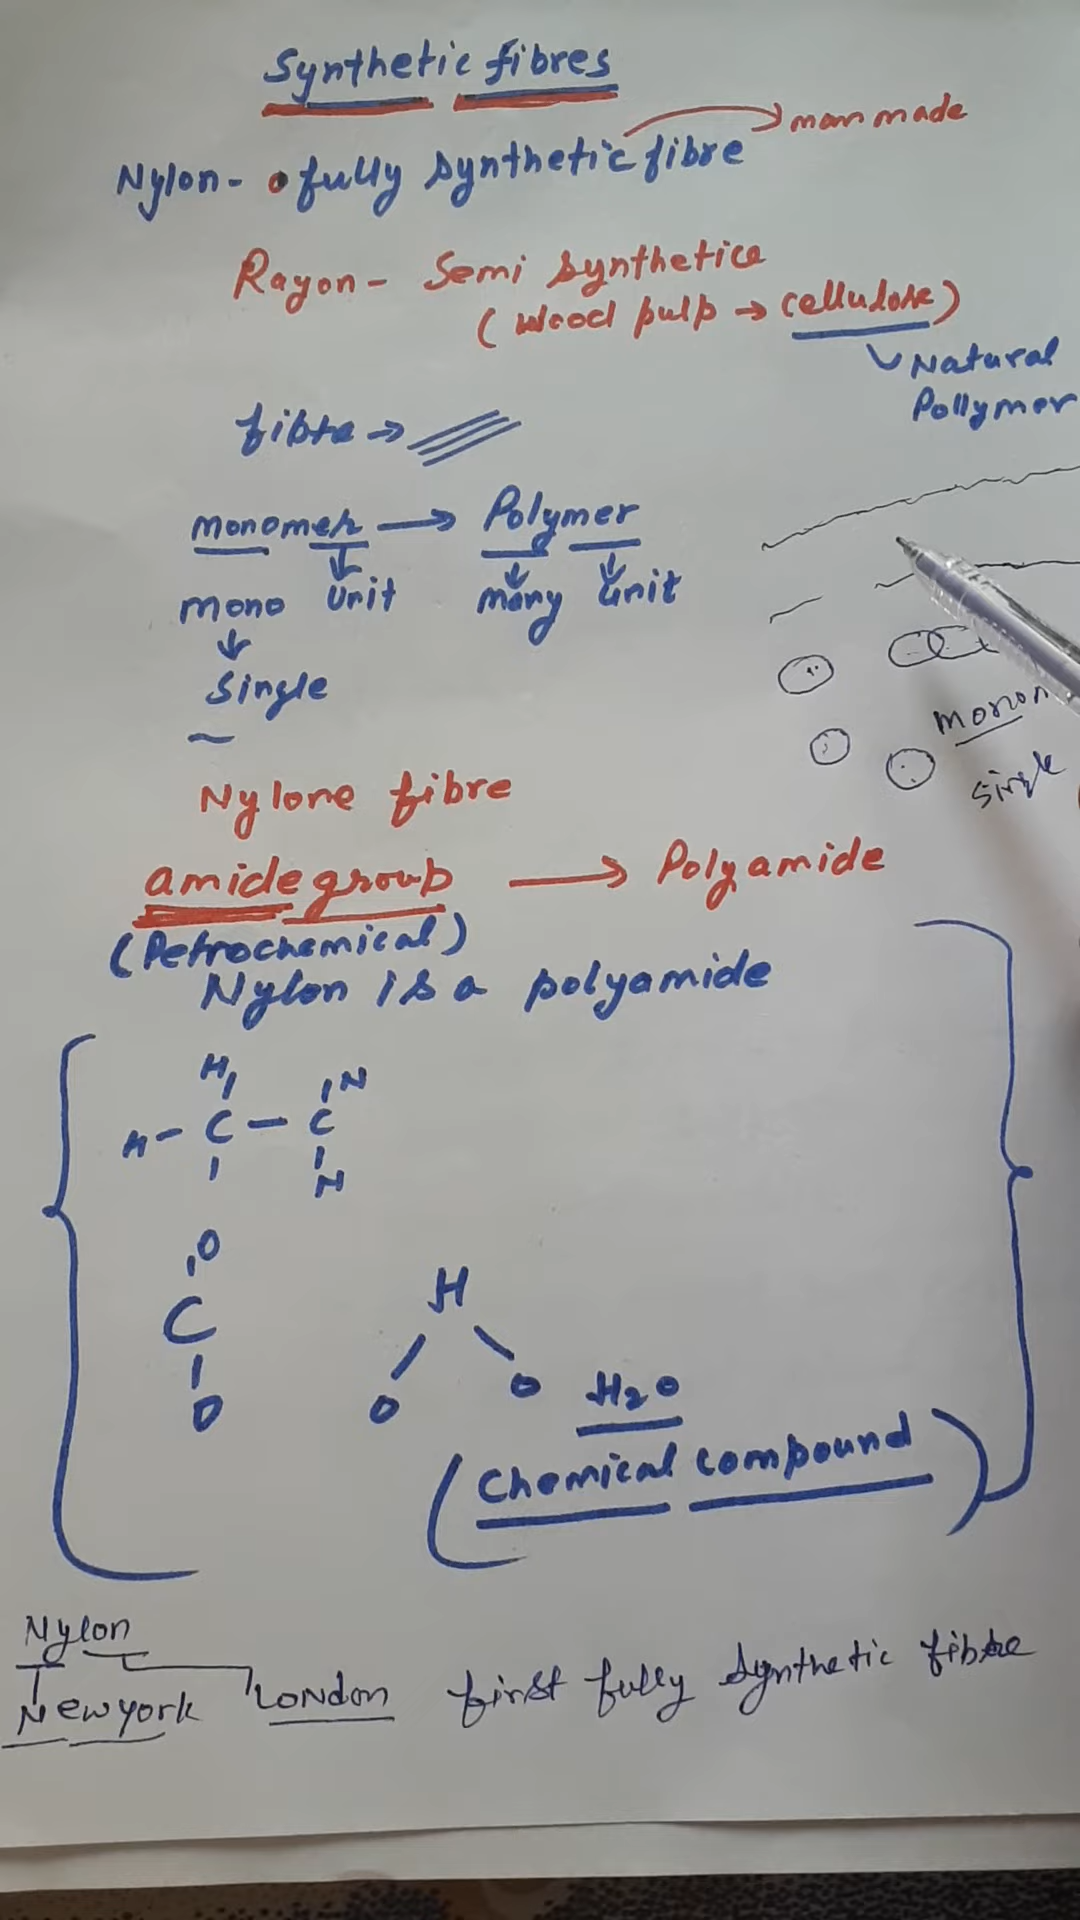 Synthetic fibres
man made
Nylon- fully synthetic fibre
Rayon- Semi synthetice
(wood pulp → cellulose)
Natural
Pollymer
fibre →
monomer → Polymer
mono unit many unit
single
monom
single
Nylone fibre
amide group → Polyamide
(Petrochemical)
Nylon is a polyamide
H N
H - C - C
N
O
C
O
H
O O H2O
(Chemical compound)
Nylon
Newyork London first fully synthetic fibre